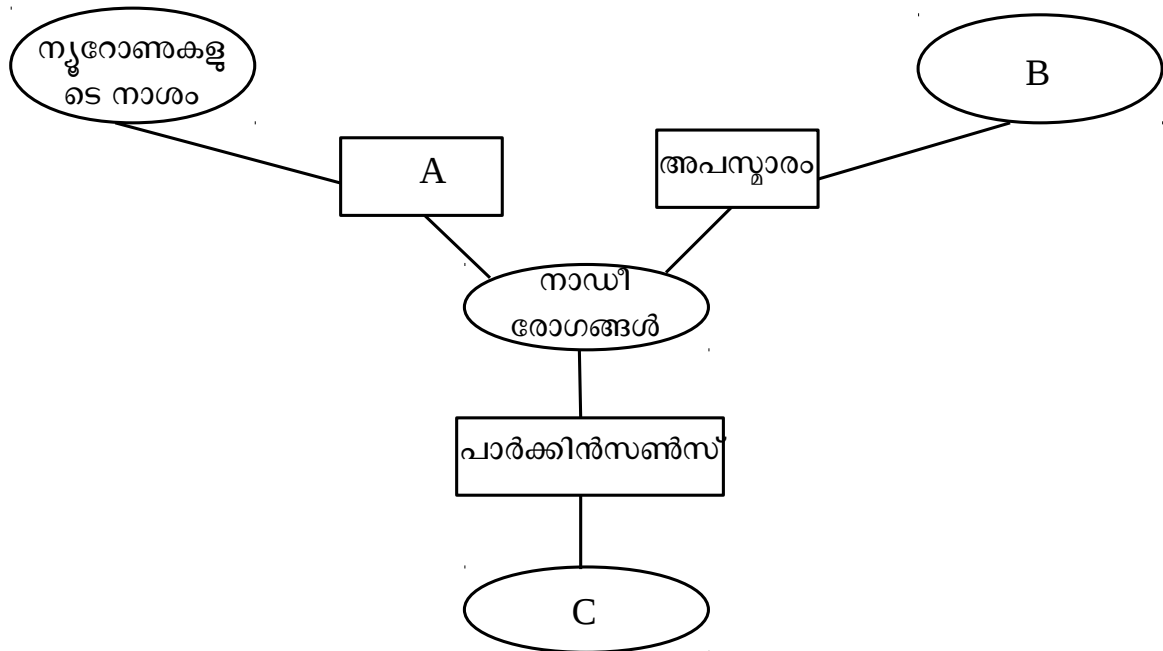 ന്യൂറോണുകളു
ടെ നാശം
B
A
അപസ്മാരം
നാഡീ
രോഗങ്ങൾ
പാർക്കിൻസൺസ്
C